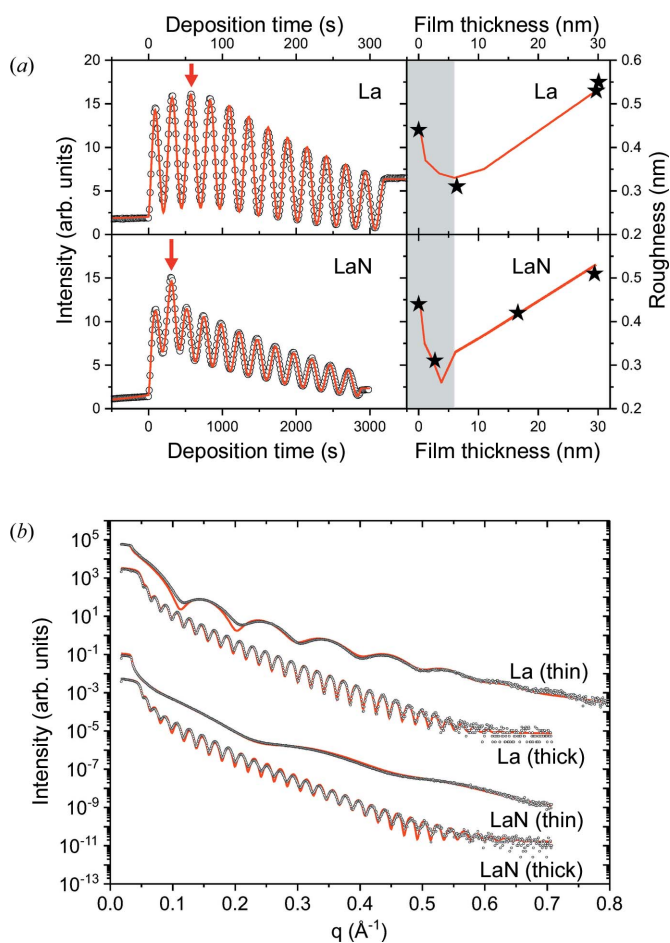 Deposition time (s)
Film thickness (nm)
0 100 200 300
0 10 20 30
(a)
20
15
10
5
0
La
La
0.6
0.5
0.4
0.3
0.2
Intensity (arb. units)
Roughness (nm)
15
10
5
0
LaN
LaN
0.5
0.4
0.3
0.2
0 1000 2000 3000
0 10 20 30
Deposition time (s)
Film thickness (nm)
(b)
Intensity (arb. units)
10^5
10^3
10^1
10^-1
10^-3
10^-5
10^-7
10^-9
10^-11
10^-13
La (thin)
La (thick)
LaN (thin)
LaN (thick)
0.0 0.1 0.2 0.3 0.4 0.5 0.6 0.7 0.8
q (Å^-1)